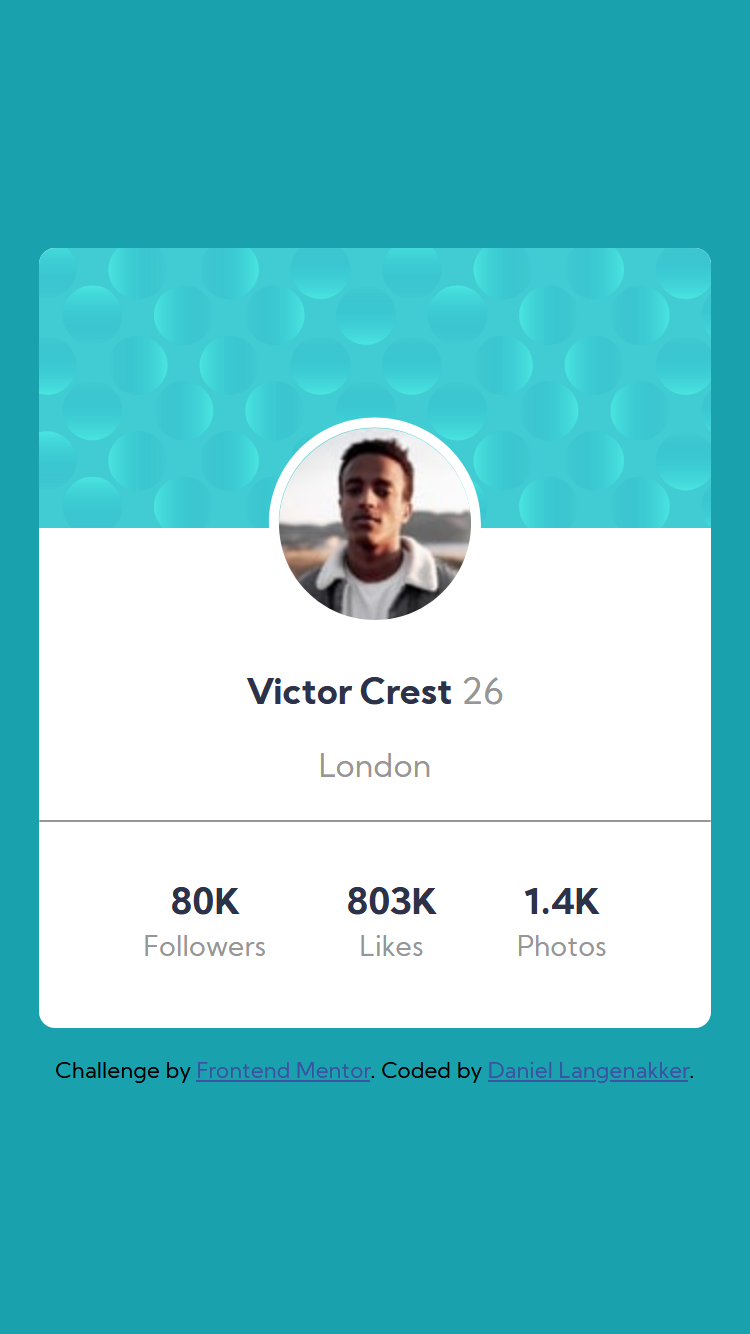 Victor Crest 26
London
80K 803K 1.4K
Followers Likes Photos
Challenge by Frontend Mentor. Coded by Daniel Langenakker.